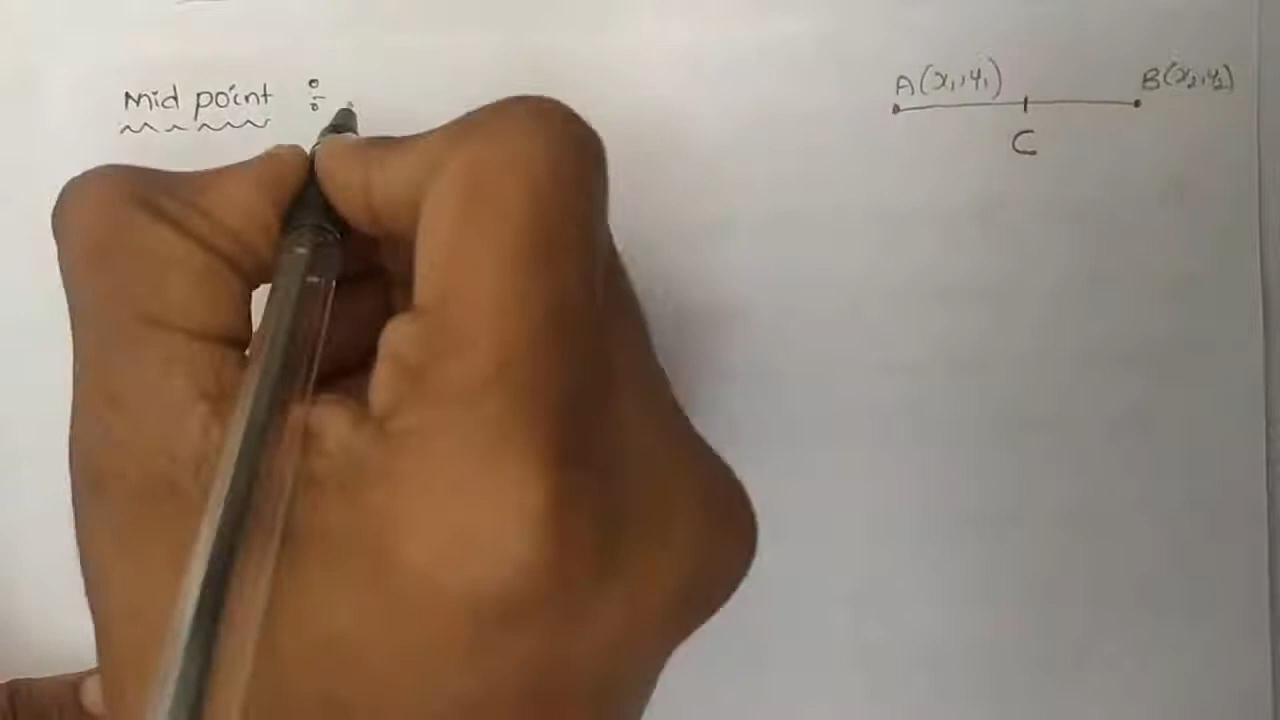 Mid point :-
A(x₁,y₁) B(x₂,y₂)
C